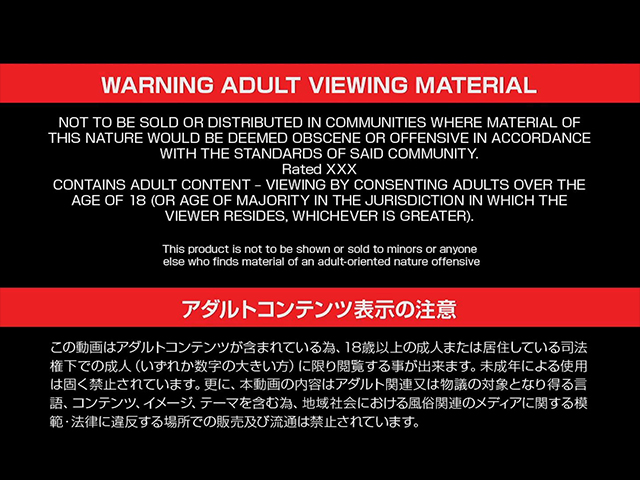 WARNING ADULT VIEWING MATERIAL
NOT TO BE SOLD OR DISTRIBUTED IN COMMUNITIES WHERE MATERIAL OF
THIS NATURE WOULD BE DEEMED OBSCENE OR OFFENSIVE IN ACCORDANCE
WITH THE STANDARDS OF SAID COMMUNITY.
Rated XXX
CONTAINS ADULT CONTENT – VIEWING BY CONSENTING ADULTS OVER THE
AGE OF 18 (OR AGE OF MAJORITY IN THE JURISDICTION IN WHICH THE
VIEWER RESIDES, WHICHEVER IS GREATER).
This product is not to be shown or sold to minors or anyone
else who finds material of an adult-oriented nature offensive
アダルトコンテンツ表示の注意
この動画はアダルトコンテンツが含まれている為、18歳以上の成人または居住している司法
権下での成人（いずれか数字の大きい方）に限り閲覧する事が出来ます。未成年による使用
は固く禁止されています。更に、本動画の内容はアダルト関連又は物議の対象となり得る言
語、コンテンツ、イメージ、テーマを含む為、地域社会における風俗関連のメディアに関する模
範・法律に違反する場所での販売及び流通は禁止されています。